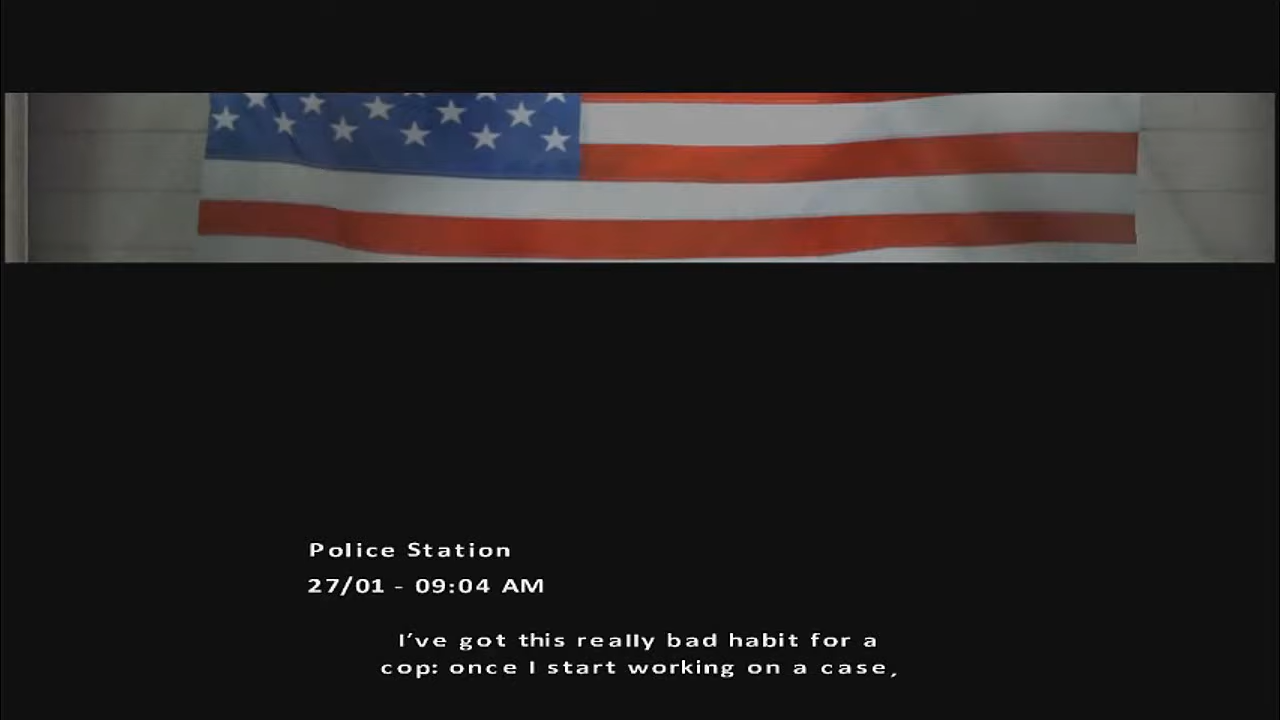 Police Station
27/01 - 09:04 AM
I've got this really bad habit for a
cop: once I start working on a case,